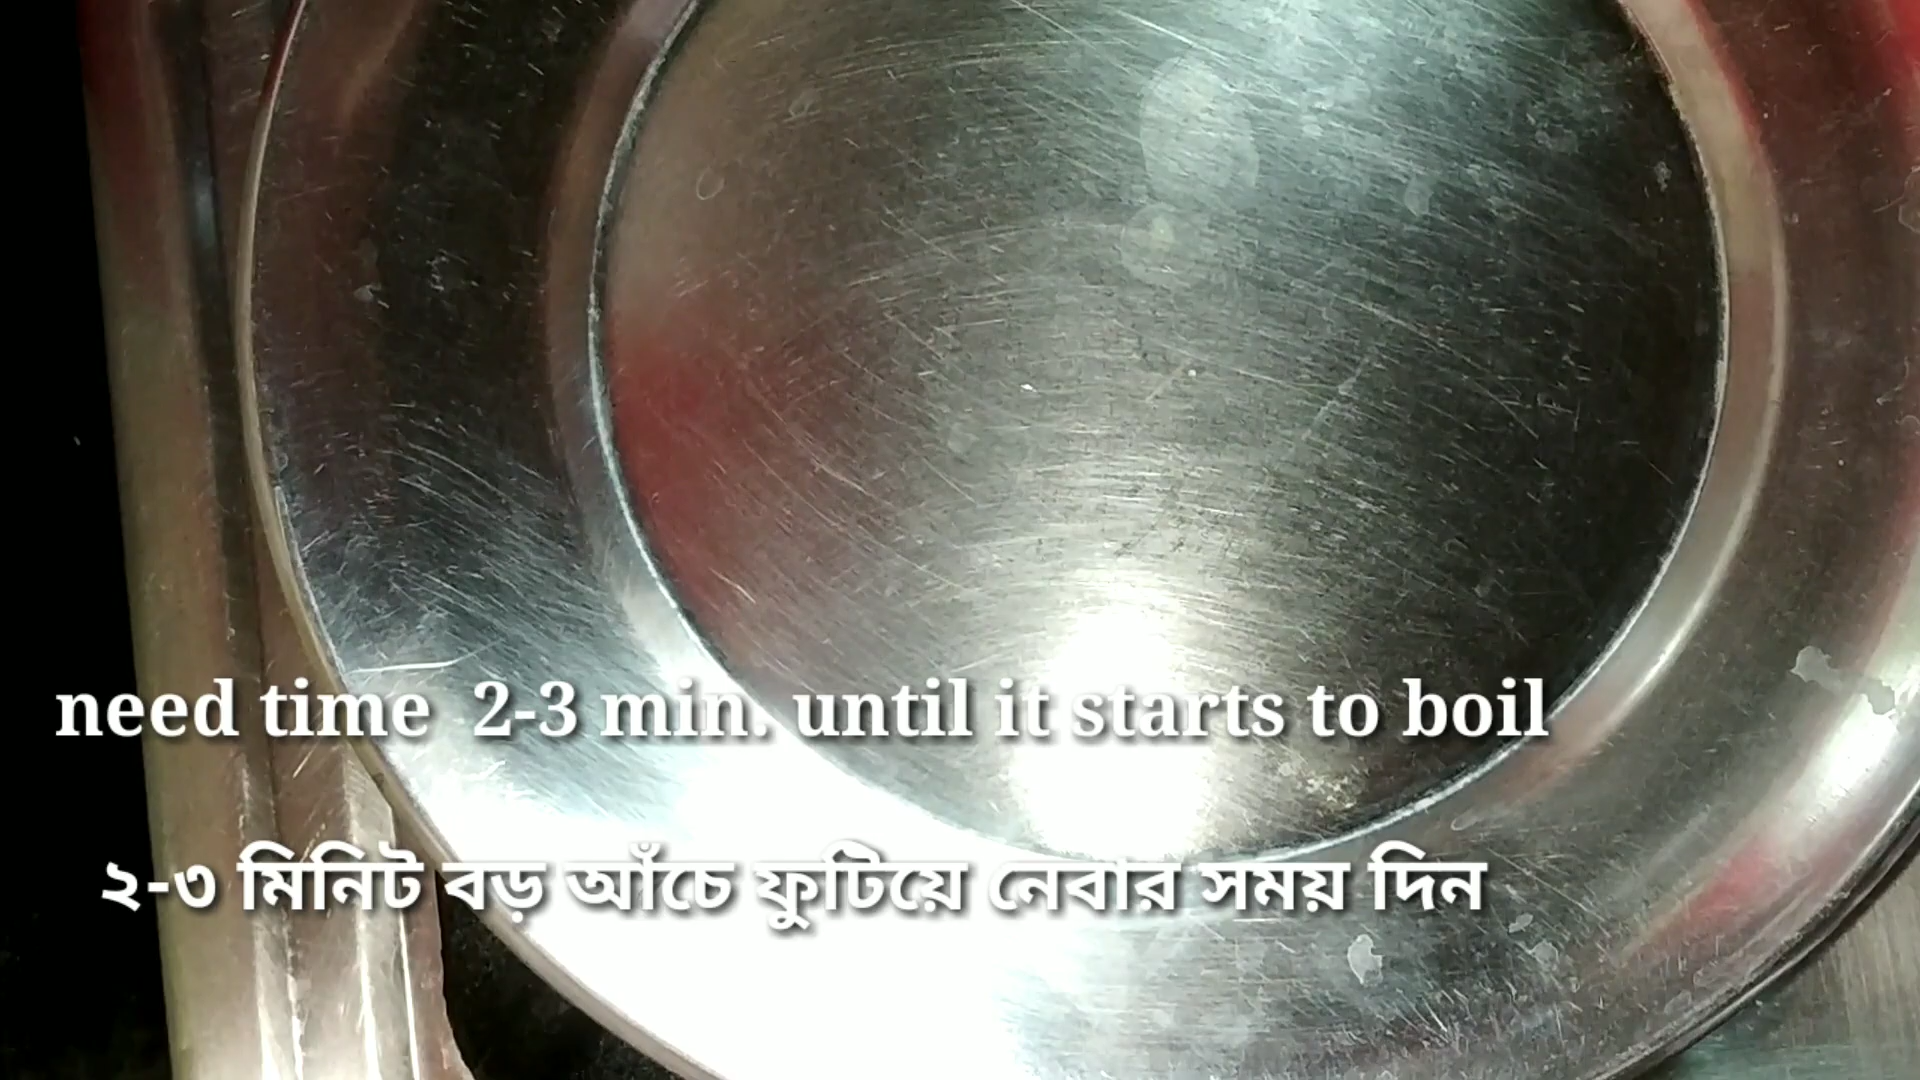 need time 2-3 min. until it starts to boil
২-৩ মিনিট বড় আঁচে ফুটিয়ে নেবার সময় দিন